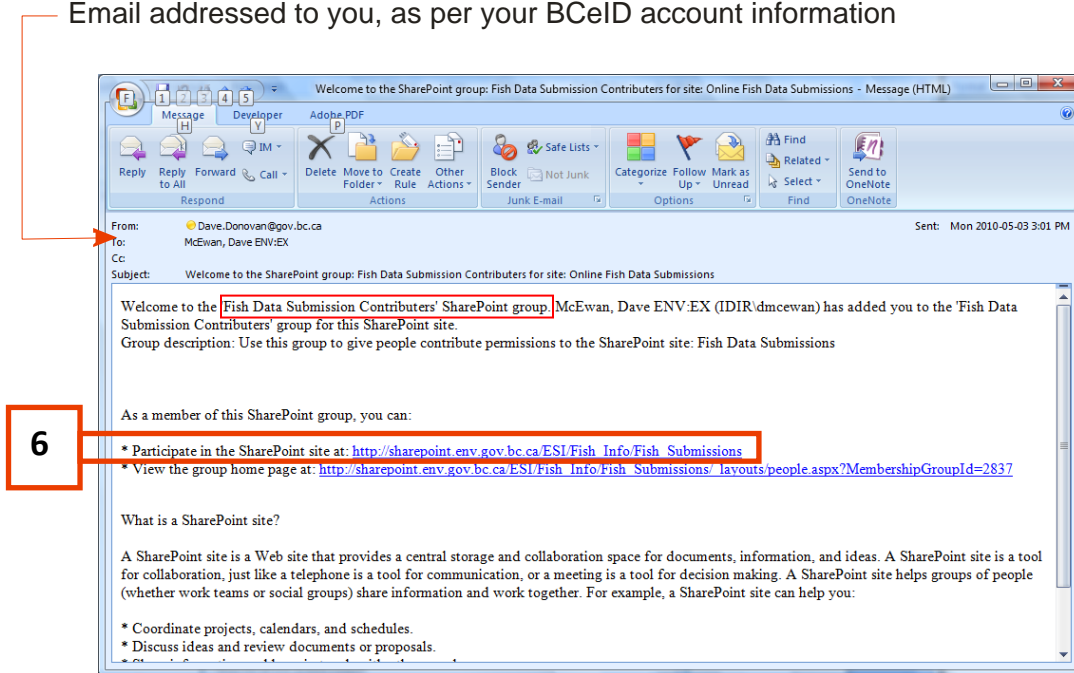 Email addressed to you, as per your BCeID account information
Welcome to the SharePoint group: Fish Data Submission Contributers for site: Online Fish Data Submissions - Message (HTML)
F 1 2 3 4 5
Message Developer Adobe PDF
H Y P
Reply Reply to All Forward IM Call
Delete Move to Folder Create Rule Other Actions
Block Sender Safe Lists Not Junk
Categorize Follow Up Mark as Unread
Find Related Select
Send to OneNote
Respond Actions Junk E-mail Options Find OneNote
From: Dave.Donovan@gov.bc.ca Sent: Mon 2010-05-03 3:01 PM
To: McEwan, Dave ENV:EX
Cc:
Subject: Welcome to the SharePoint group: Fish Data Submission Contributers for site: Online Fish Data Submissions
Welcome to the 'Fish Data Submission Contributers' SharePoint group. McEwan, Dave ENV:EX (IDIR\dmcewan) has added you to the 'Fish Data
Submission Contributers' group for this SharePoint site.
Group description: Use this group to give people contribute permissions to the SharePoint site: Fish Data Submissions
As a member of this SharePoint group, you can:
6
* Participate in the SharePoint site at: http://sharepoint.env.gov.bc.ca/ESI/Fish_Info/Fish_Submissions
* View the group home page at: http://sharepoint.env.gov.bc.ca/ESI/Fish_Info/Fish_Submissions/_layouts/people.aspx?MembershipGroupId=2837
What is a SharePoint site?
A SharePoint site is a Web site that provides a central storage and collaboration space for documents, information, and ideas. A SharePoint site is a tool
for collaboration, just like a telephone is a tool for communication, or a meeting is a tool for decision making. A SharePoint site helps groups of people
(whether work teams or social groups) share information and work together. For example, a SharePoint site can help you:
* Coordinate projects, calendars, and schedules.
* Discuss ideas and review documents or proposals.